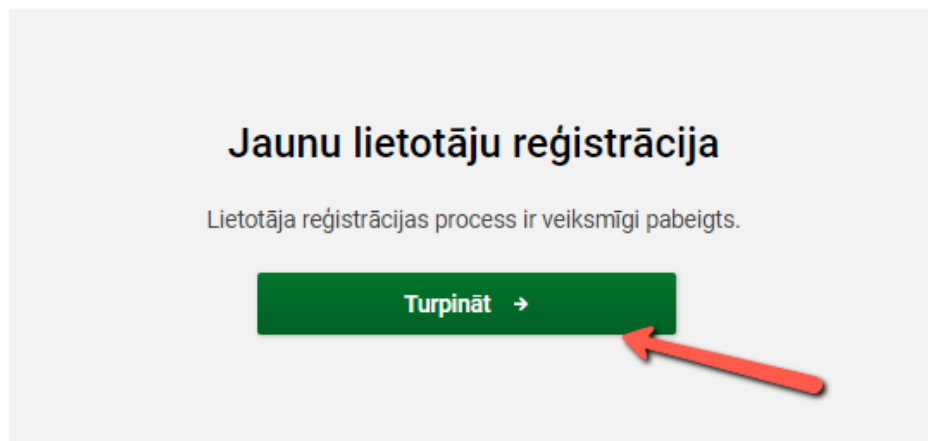 Jaunu lietotāju reģistrācija
Lietotāja reģistrācijas process ir veiksmīgi pabeigts.
Turpināt →